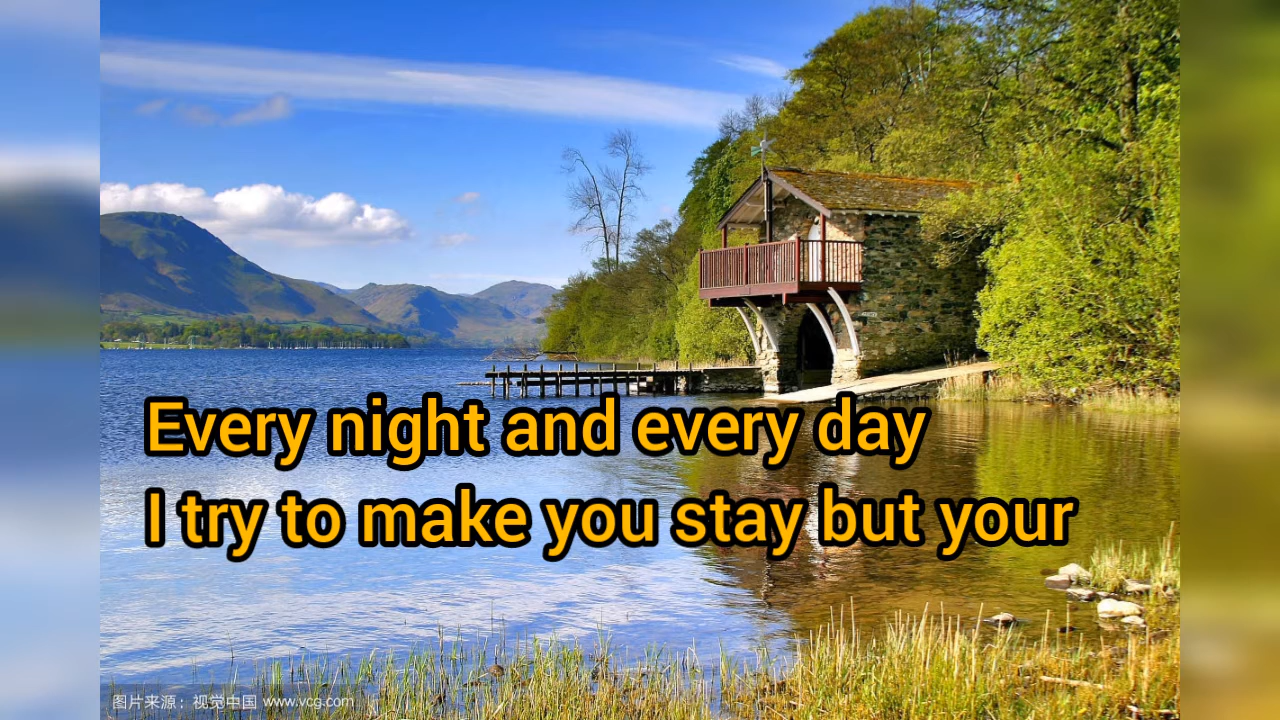 Every night and every day
I try to make you stay but your
图片来源：视觉中国 www.vcg.com